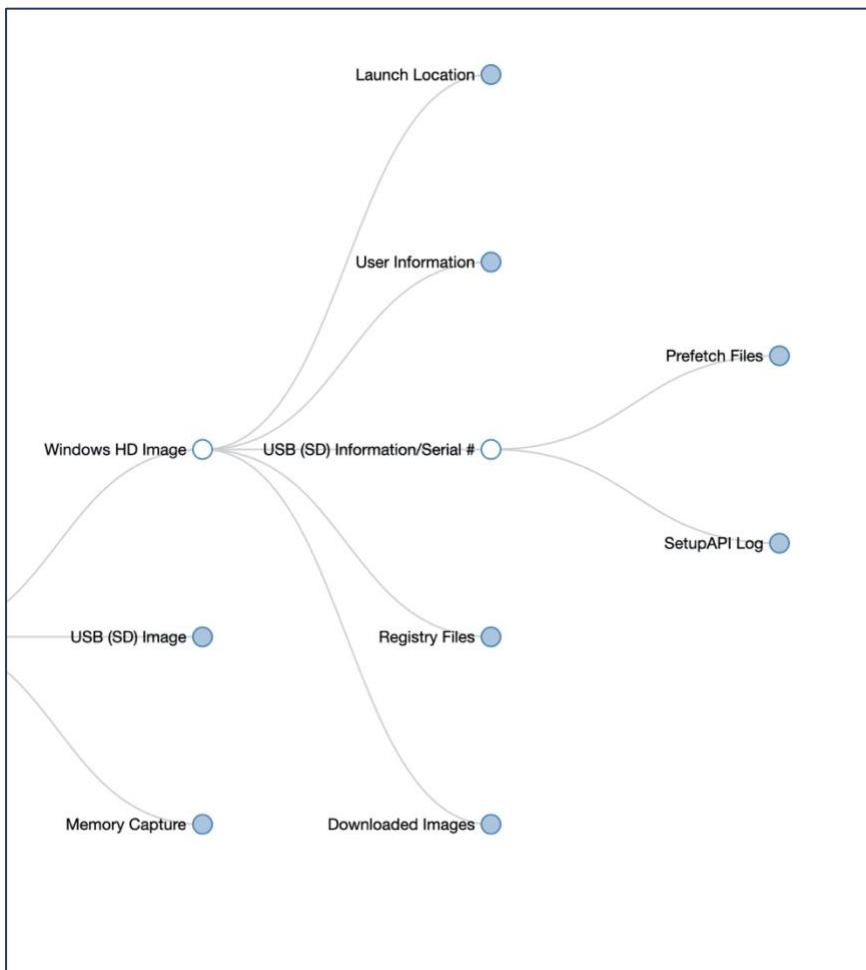 Launch Location
User Information
Prefetch Files
Windows HD Image
USB (SD) Information/Serial #
SetupAPI Log
USB (SD) Image
Registry Files
Memory Capture
Downloaded Images